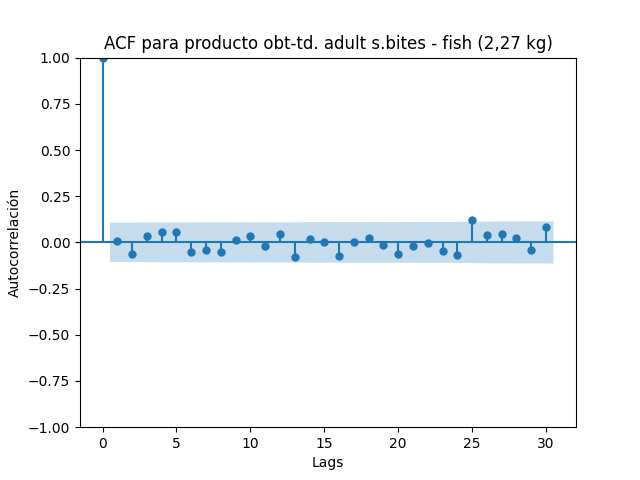 ACF para producto obt-td. adult s.bites - fish (2,27 kg)
1.00
0.75
0.50
0.25
0.00
−0.25
−0.50
−0.75
−1.00
Autocorrelación
0 5 10 15 20 25 30
Lags